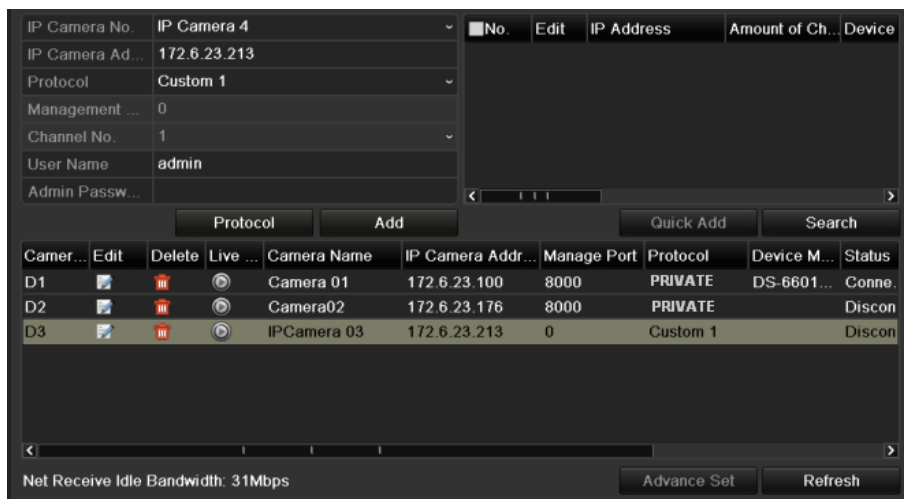 IP Camera No. IP Camera 4
IP Camera Ad... 172.6.23.213
Protocol Custom 1
Management ... 0
Channel No. 1
User Name admin
Admin Passw...
No. Edit IP Address Amount of Ch... Device
Protocol Add Quick Add Search
Camer... Edit Delete Live ... Camera Name IP Camera Addr... Manage Port Protocol Device M... Status
D1 Camera 01 172.6.23.100 8000 PRIVATE DS-6601... Conne.
D2 Camera02 172.6.23.176 8000 PRIVATE Discon
D3 IPCamera 03 172.6.23.213 0 Custom 1 Discon
Net Receive Idle Bandwidth: 31Mbps Advance Set Refresh